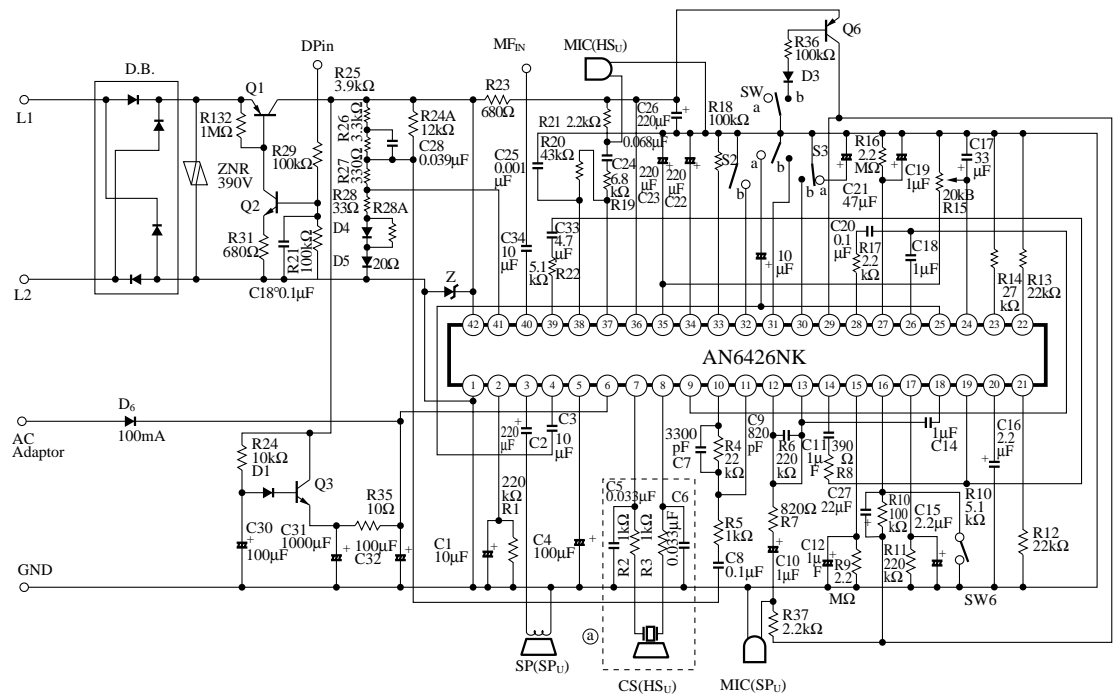 Q6
DPin
MF_IN
MIC(HS_U)
R36
100kΩ
D.B.
Q1
R25
3.9kΩ
R23
680Ω
D3
SW
a
b
L1
R132
1MΩ
R29
100kΩ
R26
3.3kΩ
R24A
12kΩ
C28
0.039μF
R21 2.2kΩ
C26
220μF
0.068μF
R18
100kΩ
ZNR
390V
R27
330Ω
C25
0.001
μF
R20
43kΩ
C24
6.8
kΩ
R19
220
μF
C23
220
μF
C22
S2
b
a
b
S3
b
a
R16
2.2
MΩ
C21
47μF
C19
1μF
C17
33
μF
20kB
R15
Q2
R28
33Ω
R28A
R31
680Ω
R21
100kΩ
D4
D5
20Ω
C34
10
μF
C33
4.7
μF
5.1
kΩ
R22
10
μF
C20
0.1
μF
R17
2.2
kΩ
C18
1μF
R14
27
kΩ
R13
22kΩ
L2
C18° 0.1μF
Z
42 41 40 39 38 37 36 35 34 33 32 31 30 29 28 27 26 25 24 23 22
AN6426NK
1 2 3 4 5 6 7 8 9 10 11 12 13 14 15 16 17 18 19 20 21
AC
Adaptor
D6
100mA
R24
10kΩ
D1
Q3
R35
10Ω
C30
100μF
C31
1000μF
100μF
C32
220
μF
C2
C3
10
μF
220
kΩ
R1
C1
10μF
C4
100μF
C5
0.033μF
C6
1kΩ
1kΩ
0.033μF
R2
R3
3300
pF
C7
R4
22
kΩ
C9
820
pF
R5
1kΩ
C8
0.1μF
R6
220
kΩ
820Ω
R7
C10
1μF
C11
1μ
F
390
Ω
R8
C27
22μF
C12
1μ
F
R9
2.2
MΩ
R10
100
kΩ
C15
2.2μF
R11
220
kΩ
1μF
C14
C16
2.2
μF
R10
5.1
kΩ
R12
22kΩ
GND
SW6
R37
2.2kΩ
a
SP(SP_U)
CS(HS_U)
MIC(SP_U)